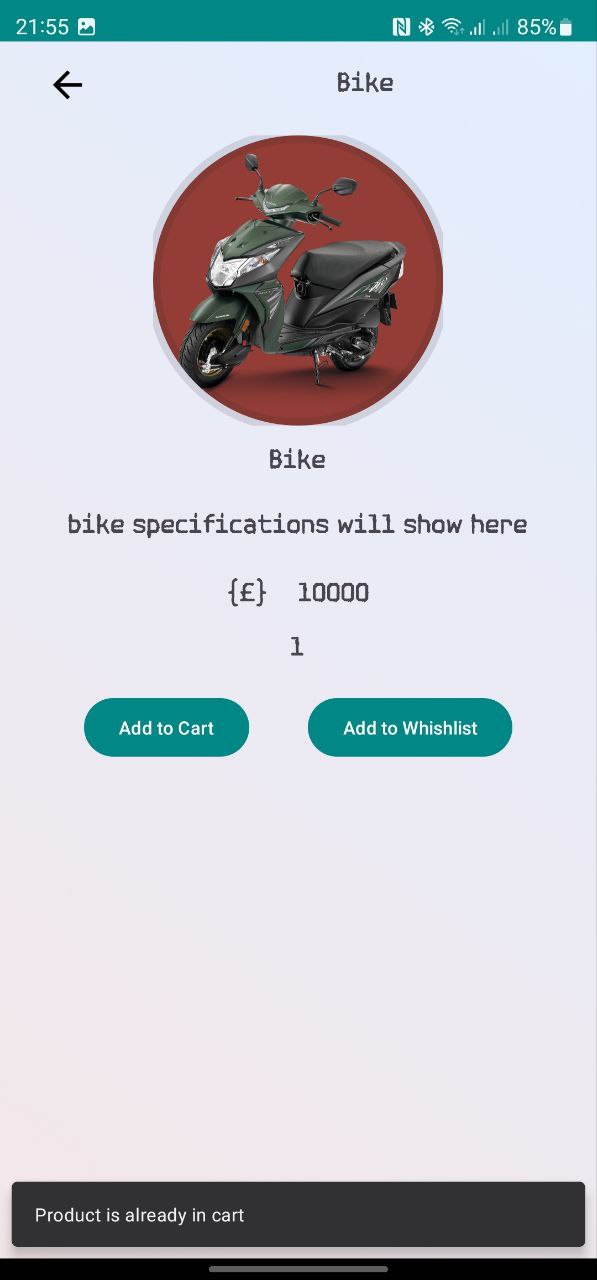 21:55 85%
Bike
Bike
bike specifications will show here
{£} 10000
1
Add to Cart Add to Whishlist
Product is already in cart